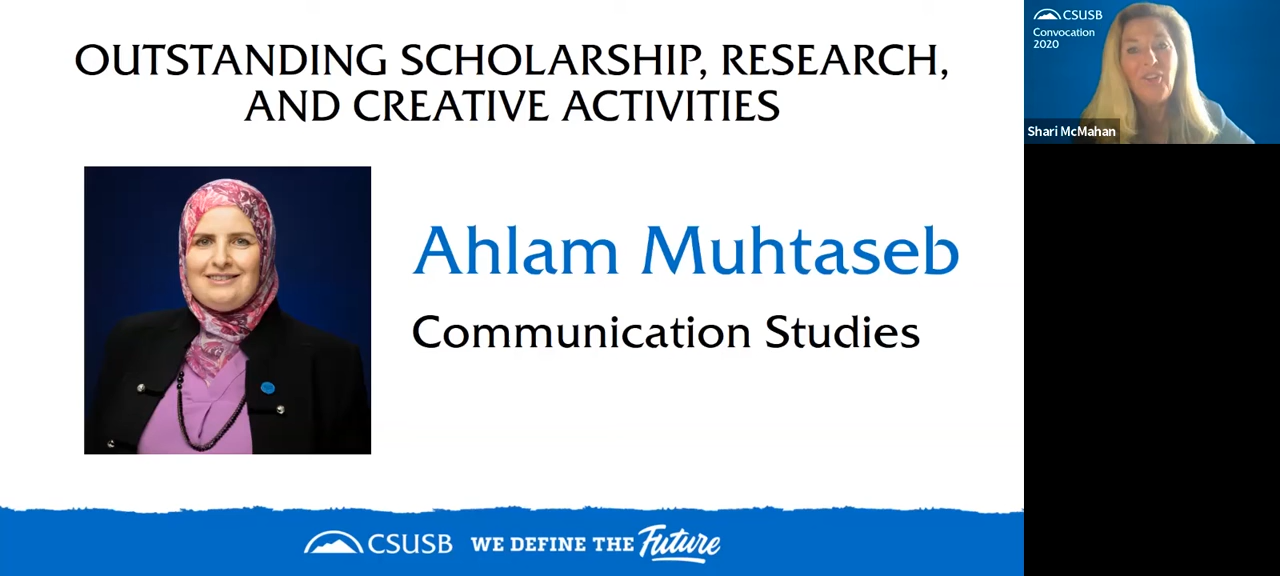 OUTSTANDING SCHOLARSHIP, RESEARCH,
AND CREATIVE ACTIVITIES
Ahlam Muhtaseb
Communication Studies
CSUSB WE DEFINE THE Future
CSUSB
Convocation
2020
Shari McMahan